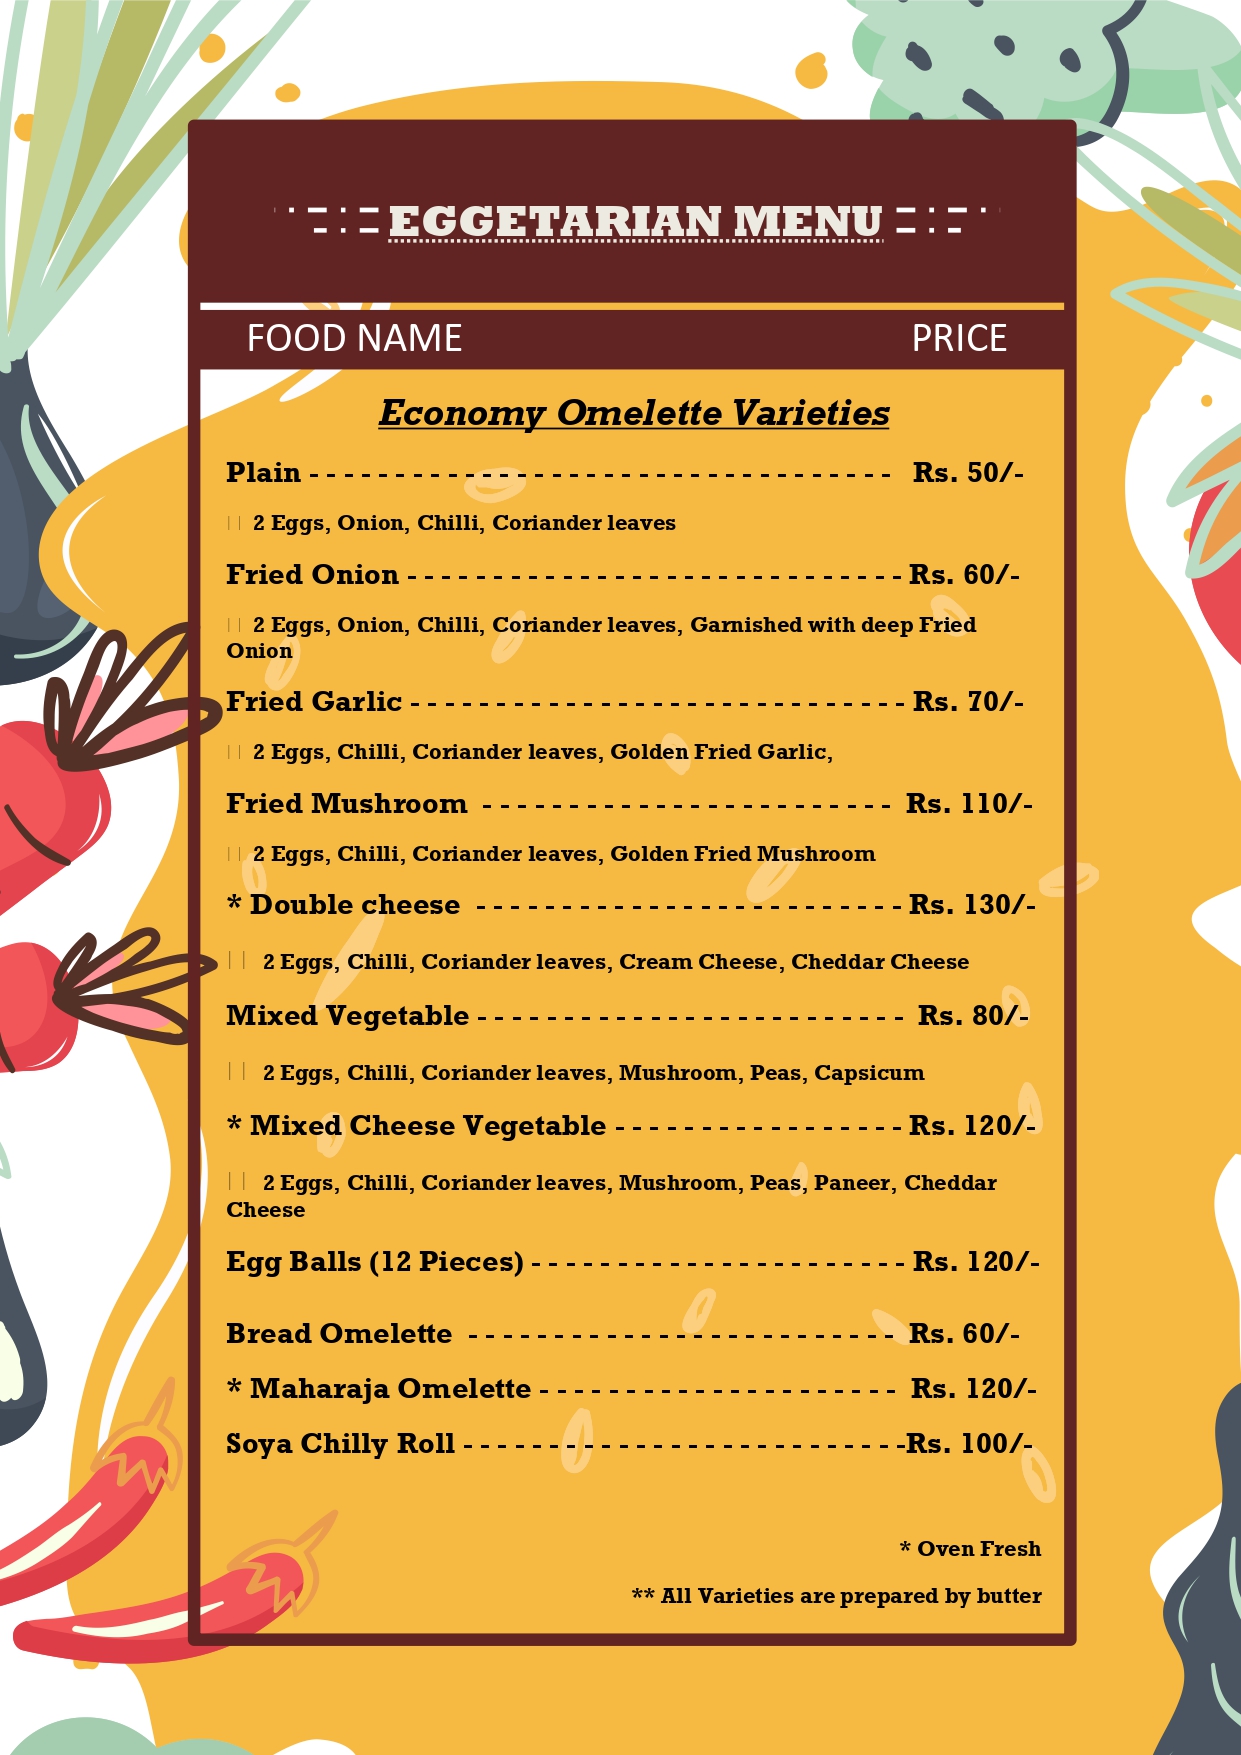 EGGETARIAN MENU
FOOD NAME PRICE
Economy Omelette Varieties
Plain - - - - - - - - - - - - - - - - - - - - - - - - - - - - - - - - - - Rs. 50/-
2 Eggs, Onion, Chilli, Coriander leaves
Fried Onion - - - - - - - - - - - - - - - - - - - - - - - - - - - - - Rs. 60/-
2 Eggs, Onion, Chilli, Coriander leaves, Garnished with deep Fried
Onion
Fried Garlic - - - - - - - - - - - - - - - - - - - - - - - - - - - - - Rs. 70/-
2 Eggs, Chilli, Coriander leaves, Golden Fried Garlic,
Fried Mushroom - - - - - - - - - - - - - - - - - - - - - - - - Rs. 110/-
2 Eggs, Chilli, Coriander leaves, Golden Fried Mushroom
* Double cheese - - - - - - - - - - - - - - - - - - - - - - - - - Rs. 130/-
2 Eggs, Chilli, Coriander leaves, Cream Cheese, Cheddar Cheese
Mixed Vegetable - - - - - - - - - - - - - - - - - - - - - - - - - Rs. 80/-
2 Eggs, Chilli, Coriander leaves, Mushroom, Peas, Capsicum
* Mixed Cheese Vegetable - - - - - - - - - - - - - - - - - Rs. 120/-
2 Eggs, Chilli, Coriander leaves, Mushroom, Peas, Paneer, Cheddar
Cheese
Egg Balls (12 Pieces) - - - - - - - - - - - - - - - - - - - - - - Rs. 120/-
Bread Omelette - - - - - - - - - - - - - - - - - - - - - - - - - Rs. 60/-
* Maharaja Omelette - - - - - - - - - - - - - - - - - - - - - Rs. 120/-
Soya Chilly Roll - - - - - - - - - - - - - - - - - - - - - - - - - -Rs. 100/-
* Oven Fresh
** All Varieties are prepared by butter